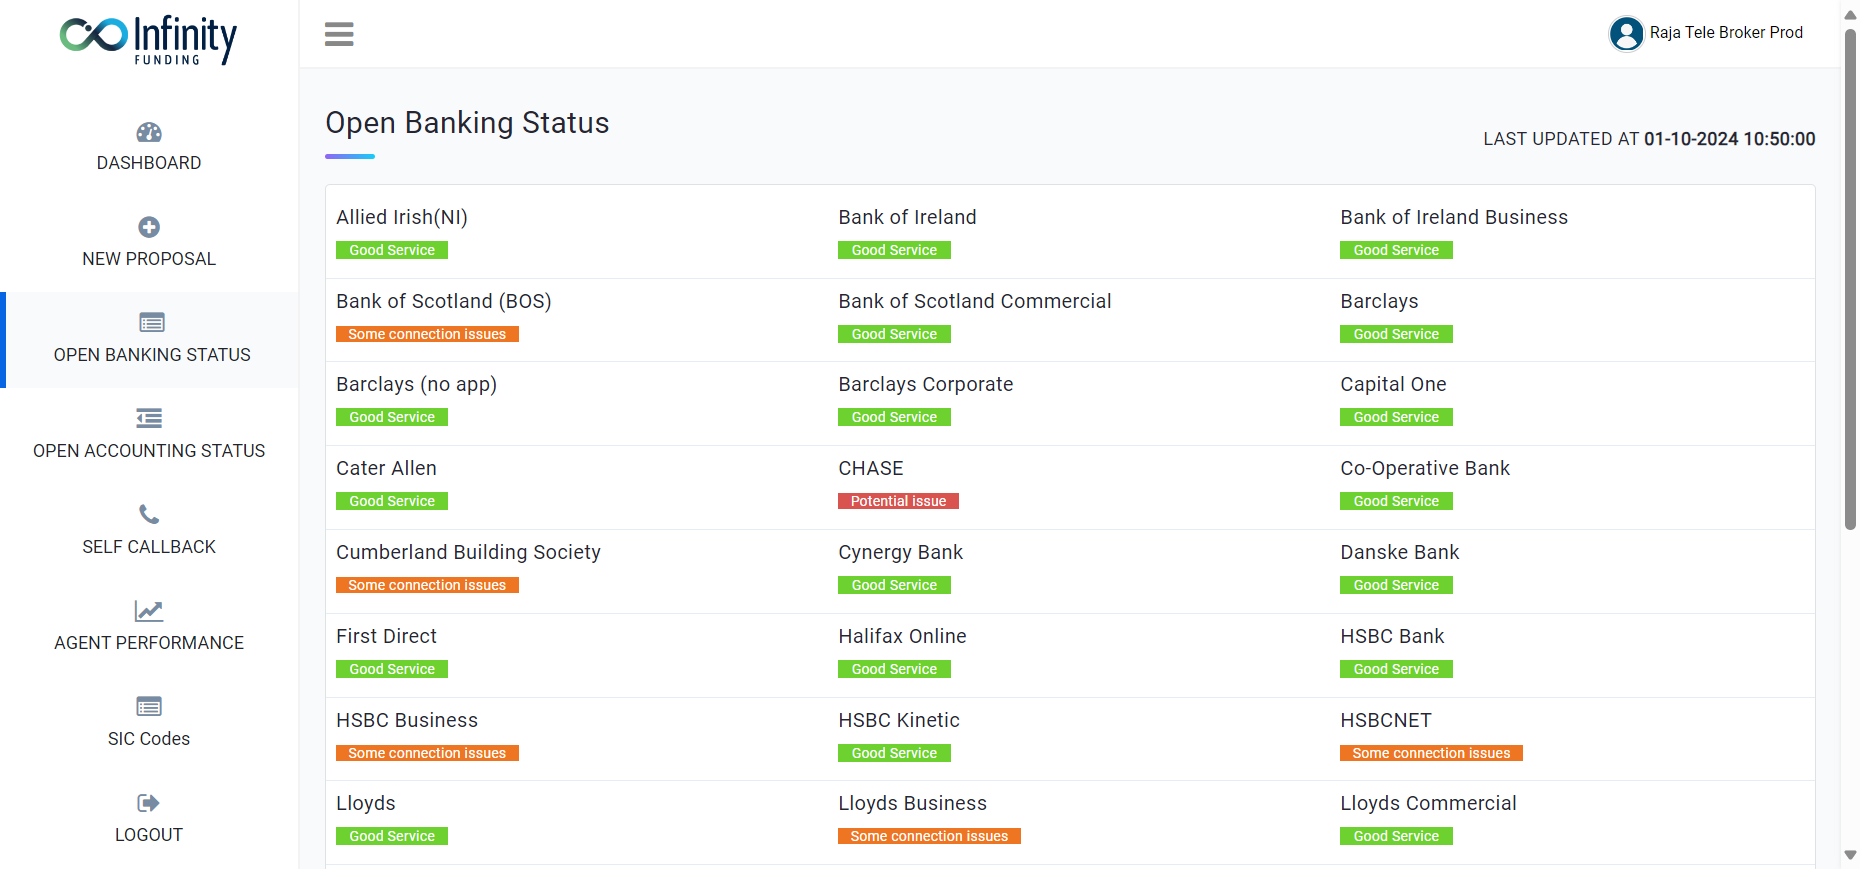 Infinity
FUNDING
Raja Tele Broker Prod
DASHBOARD
NEW PROPOSAL
OPEN BANKING STATUS
OPEN ACCOUNTING STATUS
SELF CALLBACK
AGENT PERFORMANCE
SIC Codes
LOGOUT
Open Banking Status
LAST UPDATED AT 01-10-2024 10:50:00
Allied Irish(NI) Bank of Ireland Bank of Ireland Business
Good Service Good Service Good Service
Bank of Scotland (BOS) Bank of Scotland Commercial Barclays
Some connection issues Good Service Good Service
Barclays (no app) Barclays Corporate Capital One
Good Service Good Service Good Service
Cater Allen CHASE Co-Operative Bank
Good Service Potential issue Good Service
Cumberland Building Society Cynergy Bank Danske Bank
Some connection issues Good Service Good Service
First Direct Halifax Online HSBC Bank
Good Service Good Service Good Service
HSBC Business HSBC Kinetic HSBCNET
Some connection issues Good Service Some connection issues
Lloyds Lloyds Business Lloyds Commercial
Good Service Some connection issues Good Service